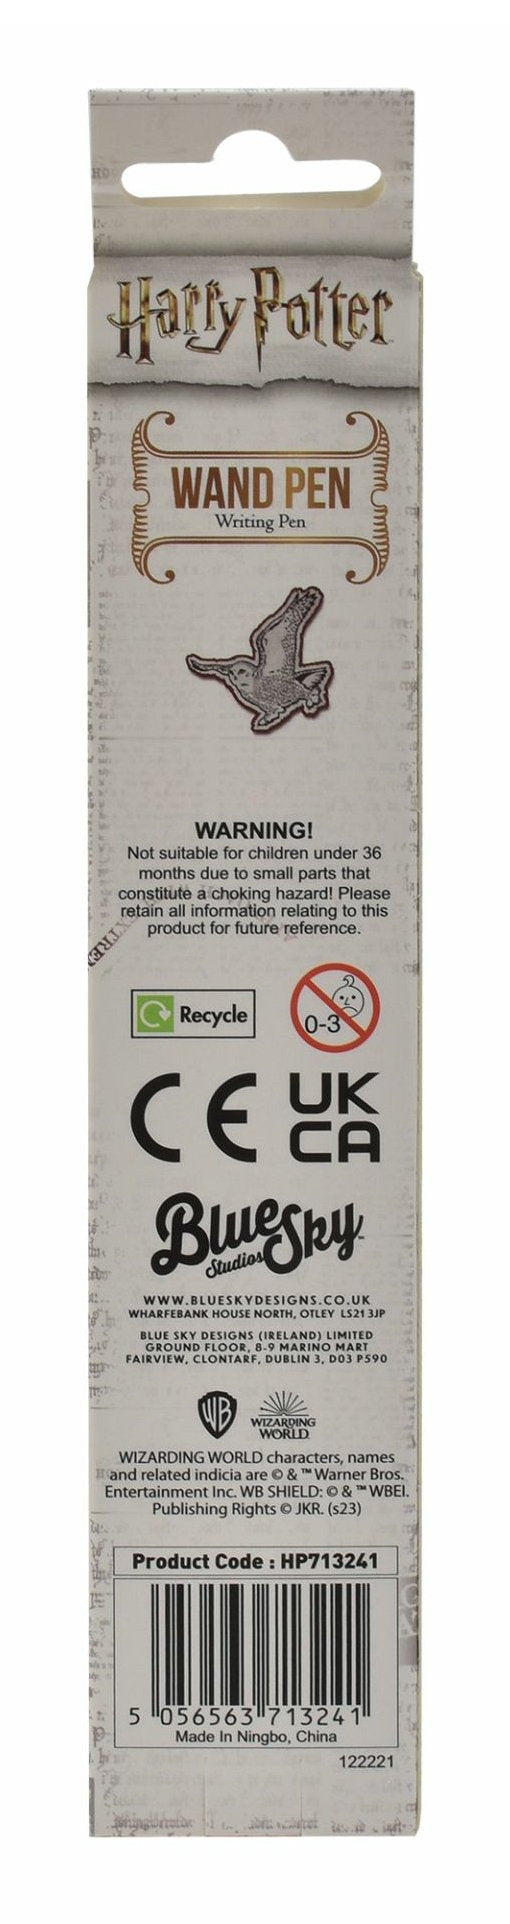 Harry Potter
WAND PEN
Writing Pen
WARNING!
Not suitable for children under 36
months due to small parts that
constitute a choking hazard! Please
retain all information relating to this
product for future reference.
Recycle
0-3
CE
UK
CA
BlueSky
Studios
WWW.BLUESKYDESIGNS.CO.UK
WHARFEBANK HOUSE NORTH, OTLEY LS21 3JP
BLUE SKY DESIGNS (IRELAND) LIMITED
GROUND FLOOR, 8-9 MARINO MART
FAIRVIEW, CLONTARF, DUBLIN 3, D03 P590
WB
WIZARDING
WORLD
WIZARDING WORLD characters, names
and related indicia are © & ™ Warner Bros.
Entertainment Inc. WB SHIELD: © & ™ WBEI.
Publishing Rights © JKR. (s23)
Product Code : HP713241
5 056563 713241
Made In Ningbo, China
122221